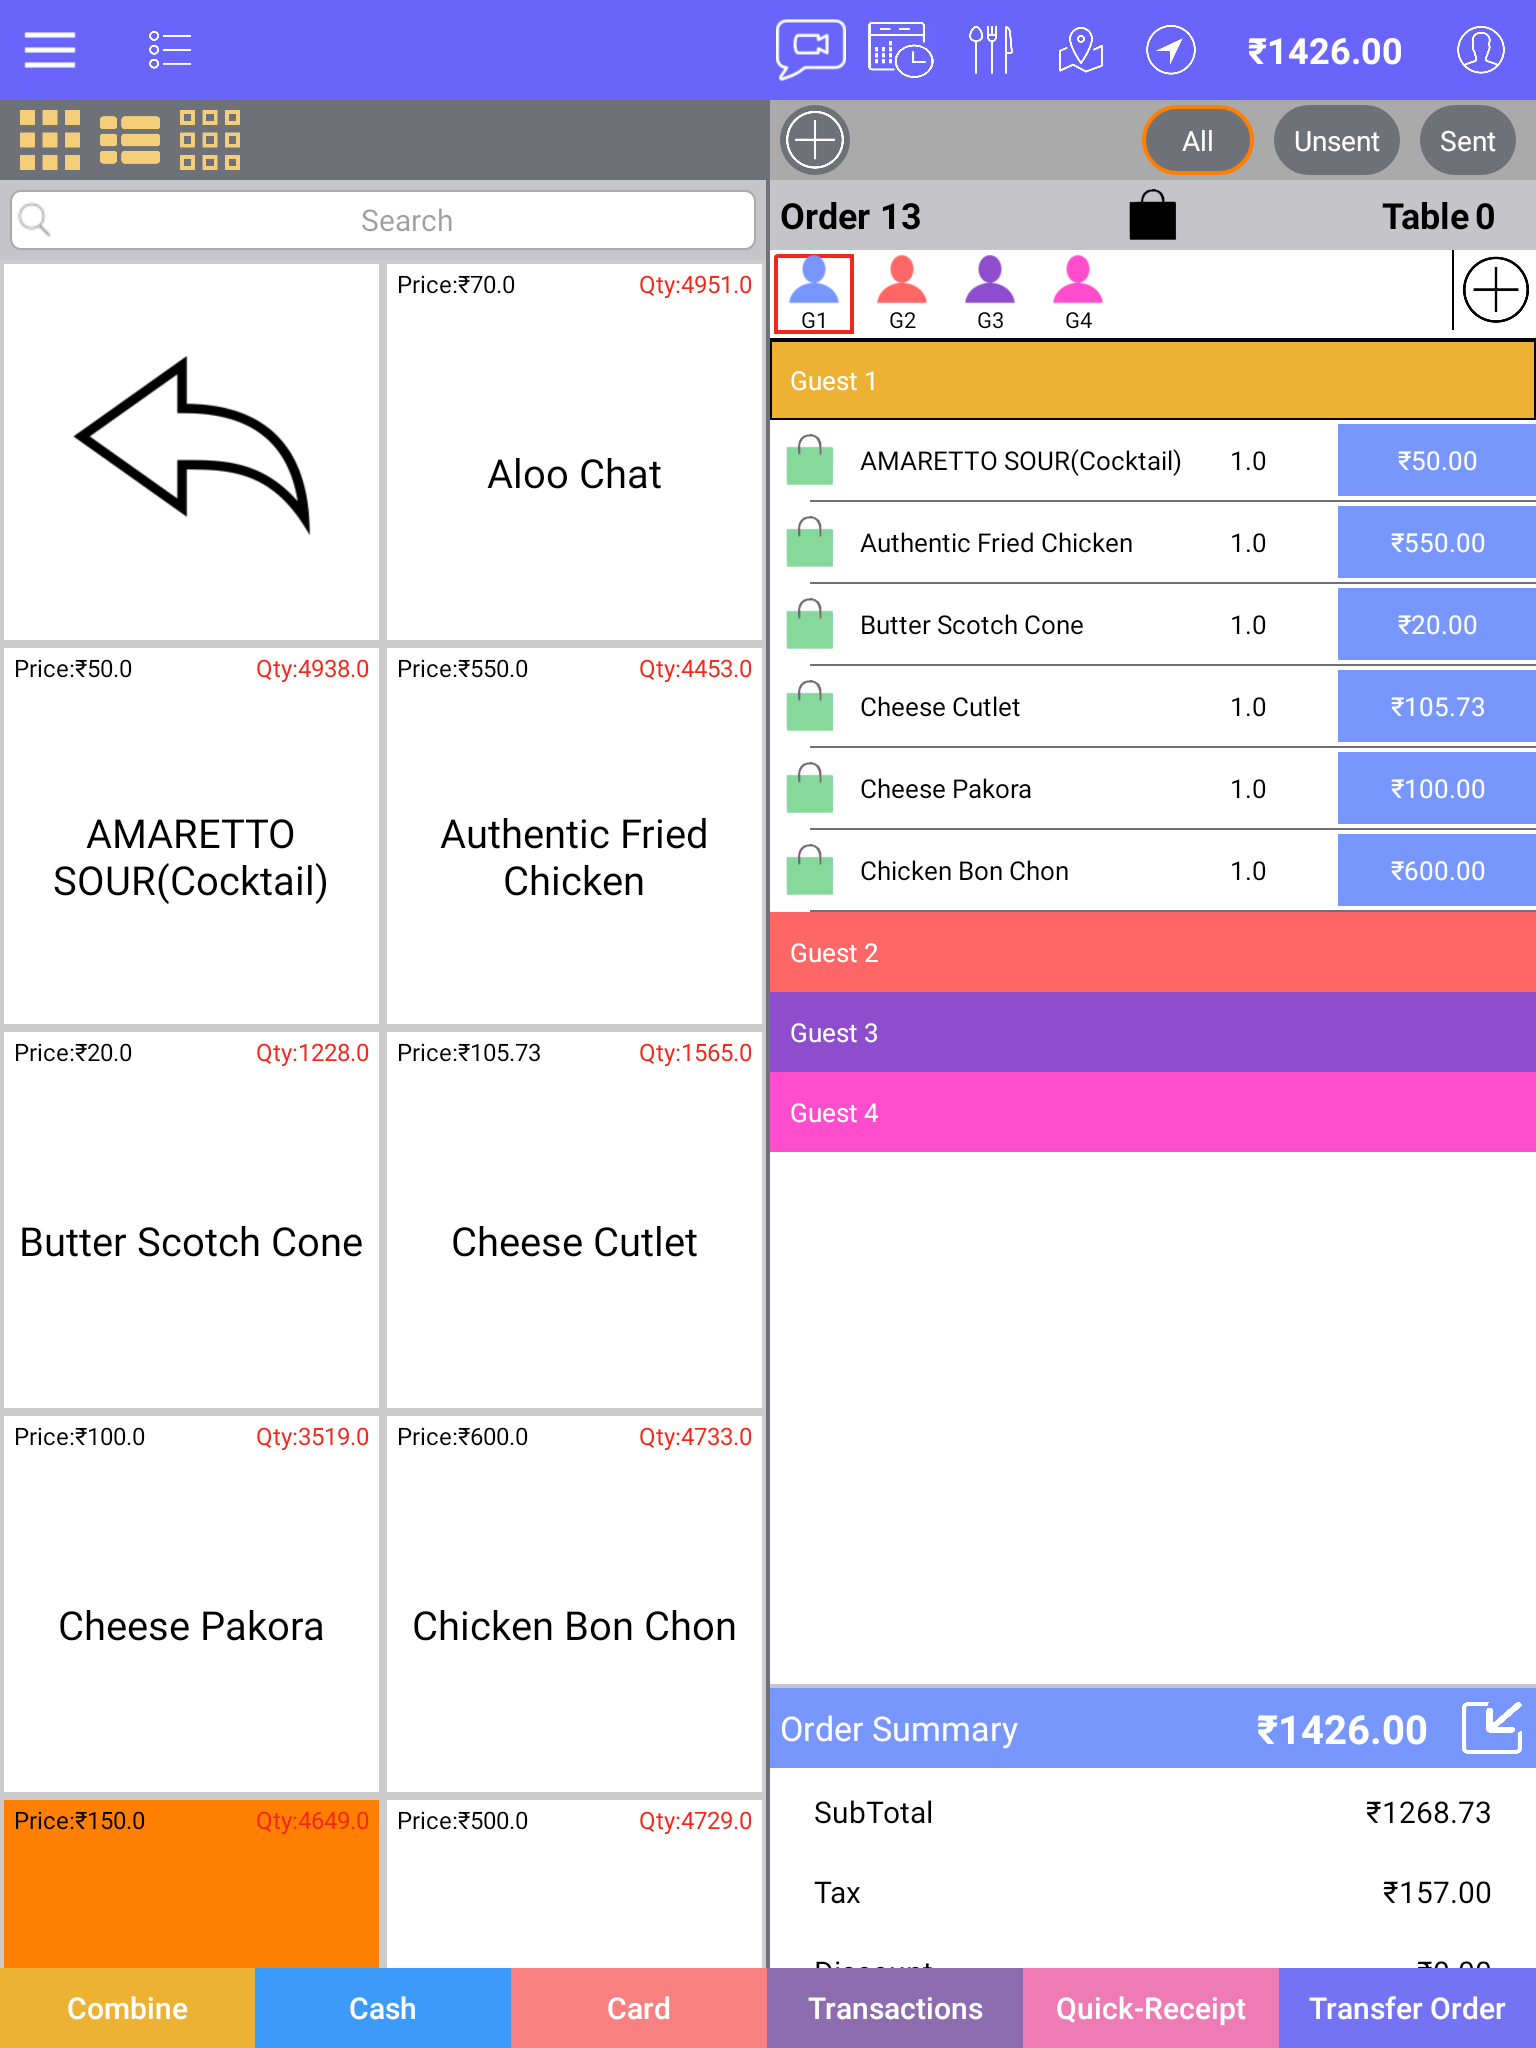 ₹1426.00
All
Unsent
Sent
Search
Order 13
Table 0
G1
G2
G3
G4
Price:₹70.0
Qty:4951.0
Aloo Chat
Price:₹50.0
Qty:4938.0
AMARETTO
SOUR(Cocktail)
Price:₹550.0
Qty:4453.0
Authentic Fried
Chicken
Price:₹20.0
Qty:1228.0
Butter Scotch Cone
Price:₹105.73
Qty:1565.0
Cheese Cutlet
Price:₹100.0
Qty:3519.0
Cheese Pakora
Price:₹600.0
Qty:4733.0
Chicken Bon Chon
Price:₹150.0
Qty:4649.0
Price:₹500.0
Qty:4729.0
Guest 1
AMARETTO SOUR(Cocktail) 1.0 ₹50.00
Authentic Fried Chicken 1.0 ₹550.00
Butter Scotch Cone 1.0 ₹20.00
Cheese Cutlet 1.0 ₹105.73
Cheese Pakora 1.0 ₹100.00
Chicken Bon Chon 1.0 ₹600.00
Guest 2
Guest 3
Guest 4
Order Summary ₹1426.00
SubTotal ₹1268.73
Tax ₹157.00
Combine
Cash
Card
Transactions
Quick-Receipt
Transfer Order